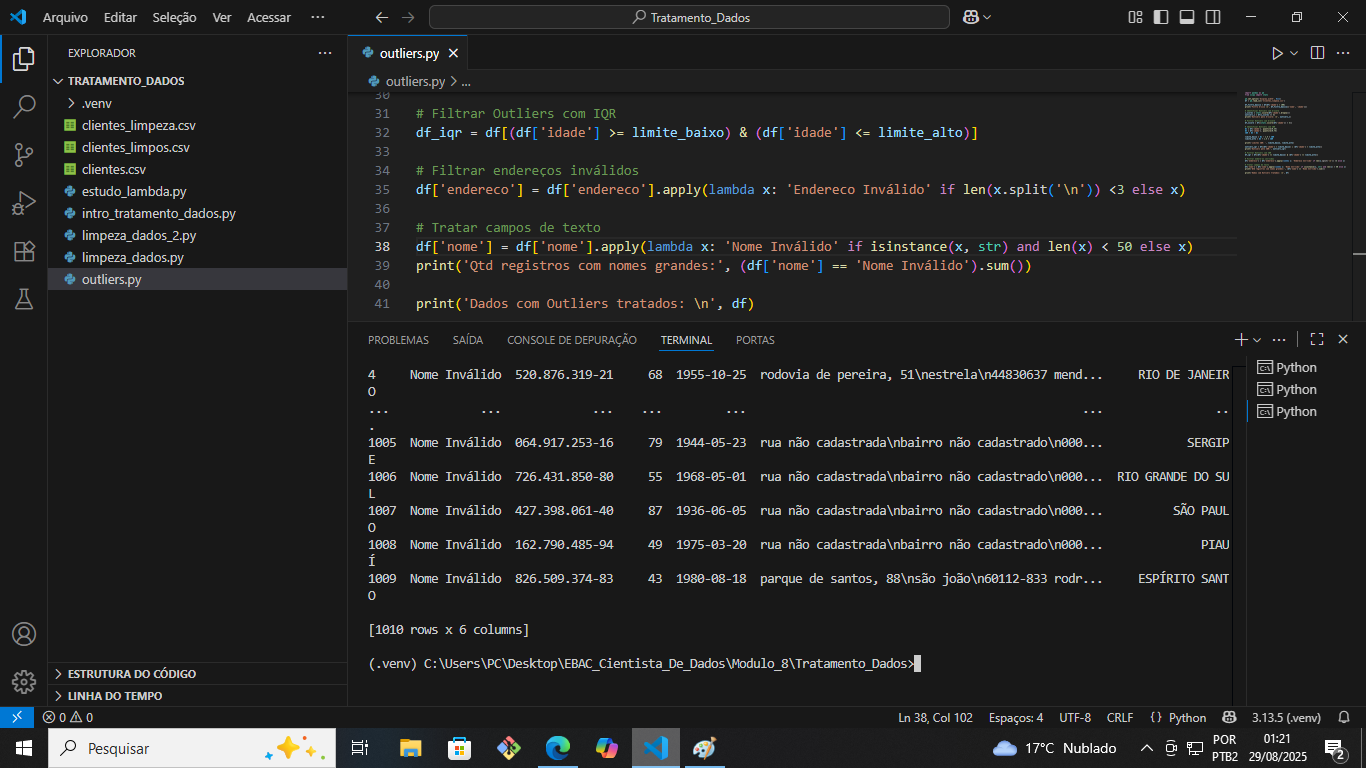 Arquivo Editar Seleção Ver Acessar ··· Tratamento_Dados
EXPLORADOR ···
TRATAMENTO_DADOS
.venv
clientes_limpeza.csv
clientes_limpos.csv
clientes.csv
estudo_lambda.py
intro_tratamento_dados.py
limpeza_dados_2.py
limpeza_dados.py
outliers.py
ESTRUTURA DO CÓDIGO
LINHA DO TEMPO
outliers.py
outliers.py > ...
30
31 # Filtrar Outliers com IQR
32 df_iqr = df[(df['idade'] >= limite_baixo) & (df['idade'] <= limite_alto)]
33
34 # Filtrar endereços inválidos
35 df['endereco'] = df['endereco'].apply(lambda x: 'Endereco Inválido' if len(x.split('\n')) <3 else x)
36
37 # Tratar campos de texto
38 df['nome'] = df['nome'].apply(lambda x: 'Nome Inválido' if isinstance(x, str) and len(x) < 50 else x)
39 print('Qtd registros com nomes grandes:', (df['nome'] == 'Nome Inválido').sum())
40
41 print('Dados com Outliers tratados: \n', df)
PROBLEMAS SAÍDA CONSOLE DE DEPURAÇÃO TERMINAL PORTAS
4 Nome Inválido 520.876.319-21 68 1955-10-25 rodovia de pereira, 51\nestrela\n44830637 mend... RIO DE JANEIR
O
... ... ... ... ... ... ..
.
1005 Nome Inválido 064.917.253-16 79 1944-05-23 rua não cadastrada\nbairro não cadastrado\n000... SERGIP
E
1006 Nome Inválido 726.431.850-80 55 1968-05-01 rua não cadastrada\nbairro não cadastrado\n000... RIO GRANDE DO SU
L
1007 Nome Inválido 427.398.061-40 87 1936-06-05 rua não cadastrada\nbairro não cadastrado\n000... SÃO PAUL
O
1008 Nome Inválido 162.790.485-94 49 1975-03-20 rua não cadastrada\nbairro não cadastrado\n000... PIAU
Í
1009 Nome Inválido 826.509.374-83 43 1980-08-18 parque de santos, 88\nsão joão\n60112-833 rodr... ESPÍRITO SANT
O
[1010 rows x 6 columns]
(.venv) C:\Users\PC\Desktop\EBAC_Cientista_De_Dados\Modulo_8\Tratamento_Dados>
Python
Python
Python
0 0 Ln 38, Col 102 Espaços: 4 UTF-8 CRLF {} Python 3.13.5 (.venv)
Pesquisar
17°C Nublado
POR
PTB2
01:21
29/08/2025
2